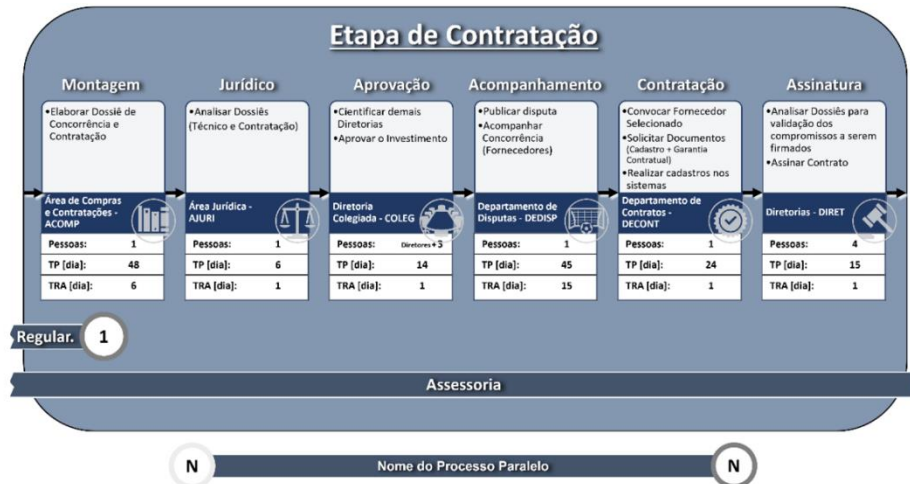 Etapa de Contratação
Montagem
•Elaborar Dossiê de
Concorrência e
Contratação
Área de Compras
e Contratações -
ACOMP
Pessoas: 1
TP [dia]: 48
TRA [dia]: 6
Jurídico
•Analisar Dossiês
(Técnico e Contratação)
Área Jurídica -
AJURI
Pessoas: 1
TP [dia]: 6
TRA [dia]: 1
Aprovação
•Cientificar demais
Diretorias
•Aprovar o Investimento
Diretoria
Colegiada - COLEG
Pessoas: Diretores + 3
TP [dia]: 14
TRA [dia]: 1
Acompanhamento
•Publicar disputa
•Acompanhar
Concorrência
(Fornecedores)
Departamento de
Disputas - DEDISP
Pessoas: 1
TP [dia]: 45
TRA [dia]: 15
Contratação
•Convocar Fornecedor
Selecionado
•Solicitar Documentos
(Cadastro + Garantia
Contratual)
•Realizar cadastros nos
sistemas
Departamento de
Contratos -
DECONT
Pessoas: 1
TP [dia]: 24
TRA [dia]: 1
Assinatura
•Analisar Dossiês para
validação dos
compromissos a serem
firmados
•Assinar Contrato
Diretorias - DIRET
Pessoas: 4
TP [dia]: 15
TRA [dia]: 1
Regular. 1
Assessoria
N Nome do Processo Paralelo N